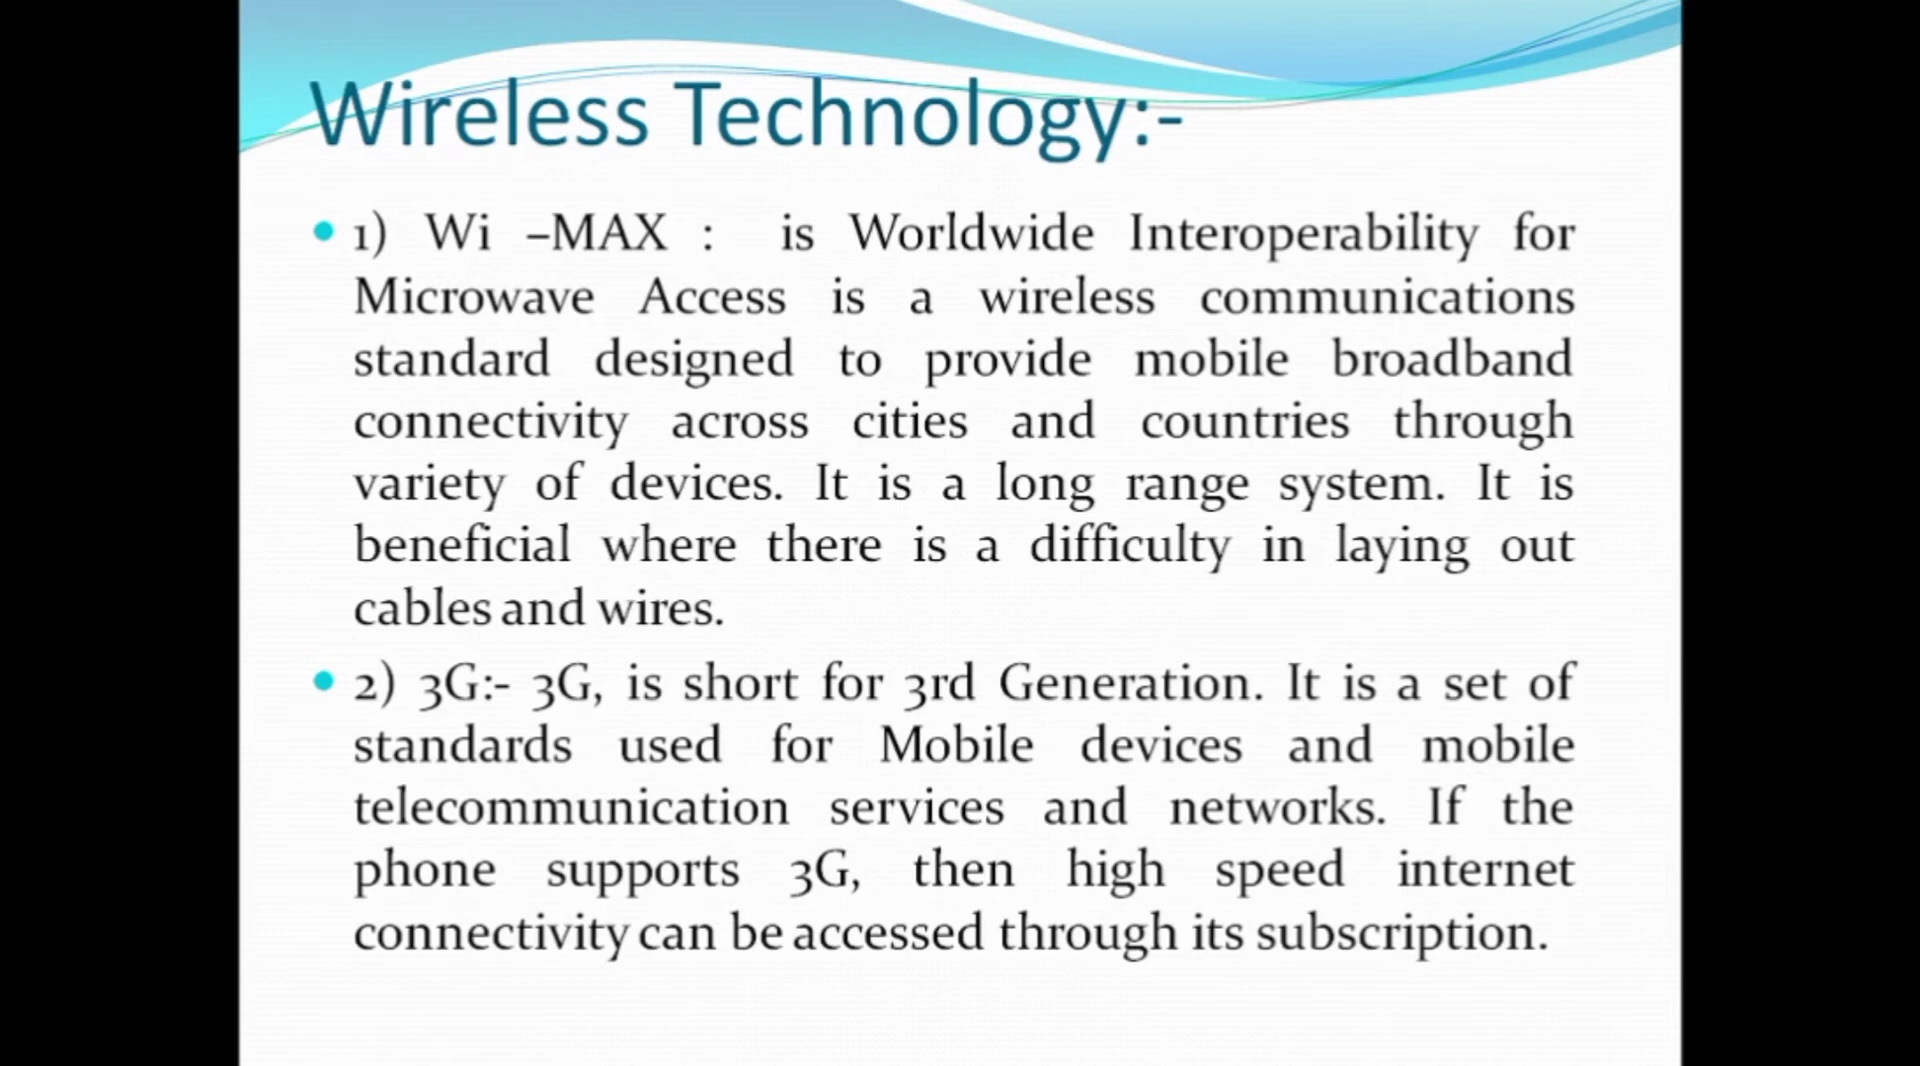 Wireless Technology:-
• 1) Wi –MAX : is Worldwide Interoperability for
Microwave Access is a wireless communications
standard designed to provide mobile broadband
connectivity across cities and countries through
variety of devices. It is a long range system. It is
beneficial where there is a difficulty in laying out
cables and wires.
• 2) 3G:- 3G, is short for 3rd Generation. It is a set of
standards used for Mobile devices and mobile
telecommunication services and networks. If the
phone supports 3G, then high speed internet
connectivity can be accessed through its subscription.